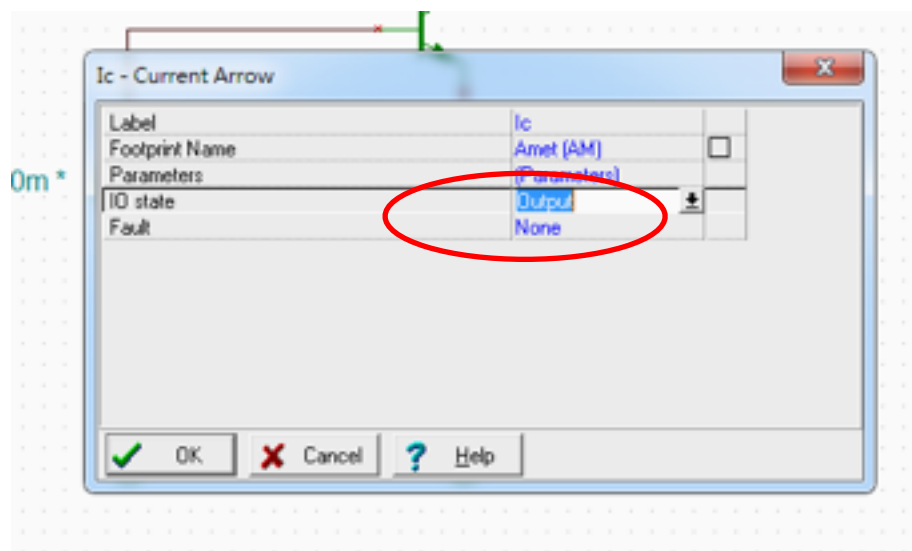 Ic - Current Arrow
Label Ic
Footprint Name Amet (AM)
0m *
Parameters (Parameters)
IO state Output
Fault None
OK Cancel ? Help